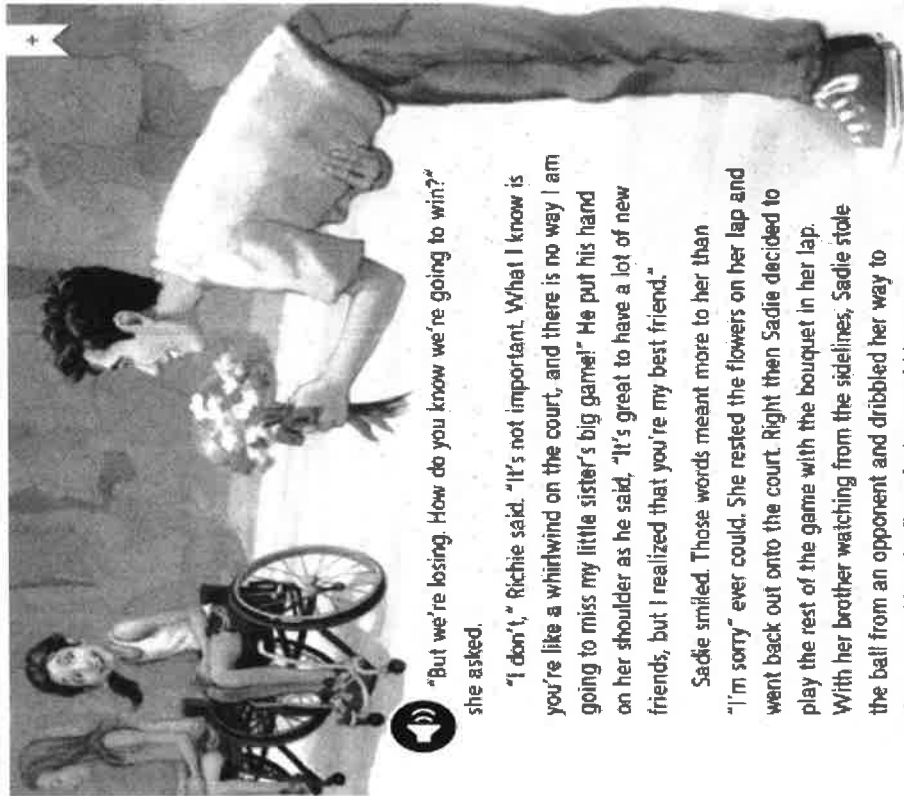 "But we're losing. How do you know we're going to win?"
she asked.
"I don't," Richie said. "It's not important. What I know is
you're like a whirlwind on the court, and there is no way I am
going to miss my little sister's big game!" He put his hand
on her shoulder as he said, "It's great to have a lot of new
friends, but I realized that you're my best friend."
Sadie smiled. Those words meant more to her than
"I'm sorry" ever could. She rested the flowers on her lap and
went back out onto the court. Right then Sadie decided to
play the rest of the game with the bouquet in her lap.
With her brother watching from the sidelines, Sadie stole
the ball from an opponent and dribbled her way to